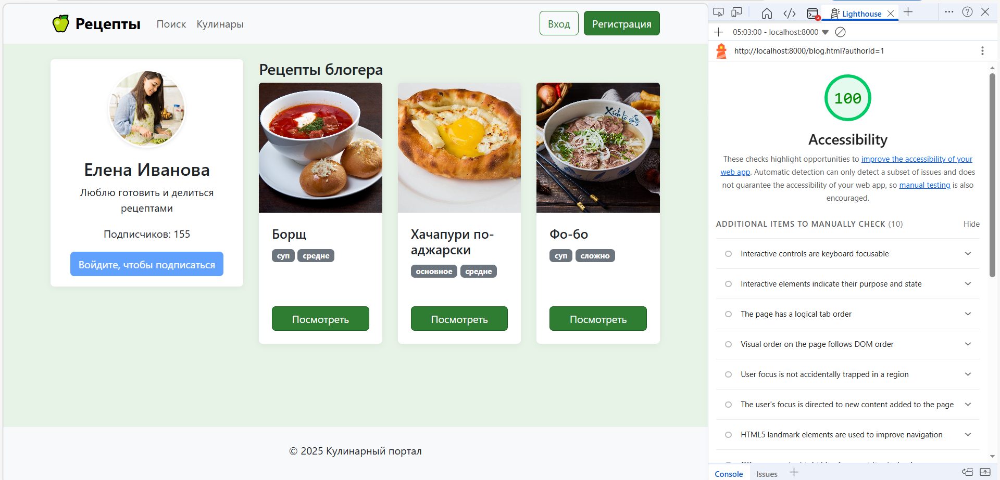 Рецепты
Поиск
Кулинары
Вход
Регистрация
Елена Иванова
Люблю готовить и делиться
рецептами
Подписчиков: 155
Войдите, чтобы подписаться
Рецепты блогера
Борщ
суп
средне
Посмотреть
Хачапури по-
аджарски
основное
средне
Посмотреть
Xích lô
Фо-бо
суп
сложно
Посмотреть
© 2025 Кулинарный портал
Lighthouse
05:03:00 - localhost:8000
http://localhost:8000/blog.html?authorId=1
100
Accessibility
These checks highlight opportunities to improve the accessibility of your
web app. Automatic detection can only detect a subset of issues and does
not guarantee the accessibility of your web app, so manual testing is also
encouraged.
ADDITIONAL ITEMS TO MANUALLY CHECK (10)
Hide
Interactive controls are keyboard focusable
Interactive elements indicate their purpose and state
The page has a logical tab order
Visual order on the page follows DOM order
User focus is not accidentally trapped in a region
The user's focus is directed to new content added to the page
HTML5 landmark elements are used to improve navigation
Console
Issues